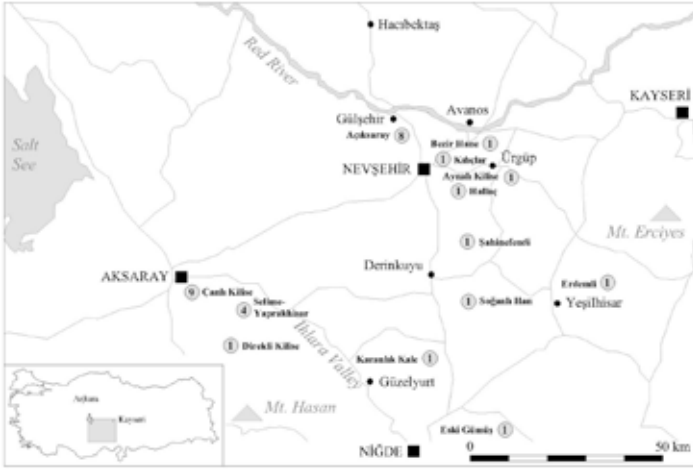 Hacıbektaş
Red River
KAYSERİ
Salt
See
Gülşehir
Avanos
Açıksaray 8
Bezir Hane 1
1 Kılıçlar
Ürgüp
NEVŞEHİR
Aynalı Kilise 1
1 Hallaç
Mt. Erciyes
1 Şahinefendi
AKSARAY
Derinkuyu
9 Çanlı Kilise
Erdemli 1
Selime-
4 Yaprakhisar
1 Soğanlı Han
Yeşilhisar
Ihlara Valley
1 Direkli Kilise
Karanlık Kale 1
Güzelyurt
Ankara
Kayseri
Mt. Hasan
Eski Gümüş 1
NİĞDE
0 50 km